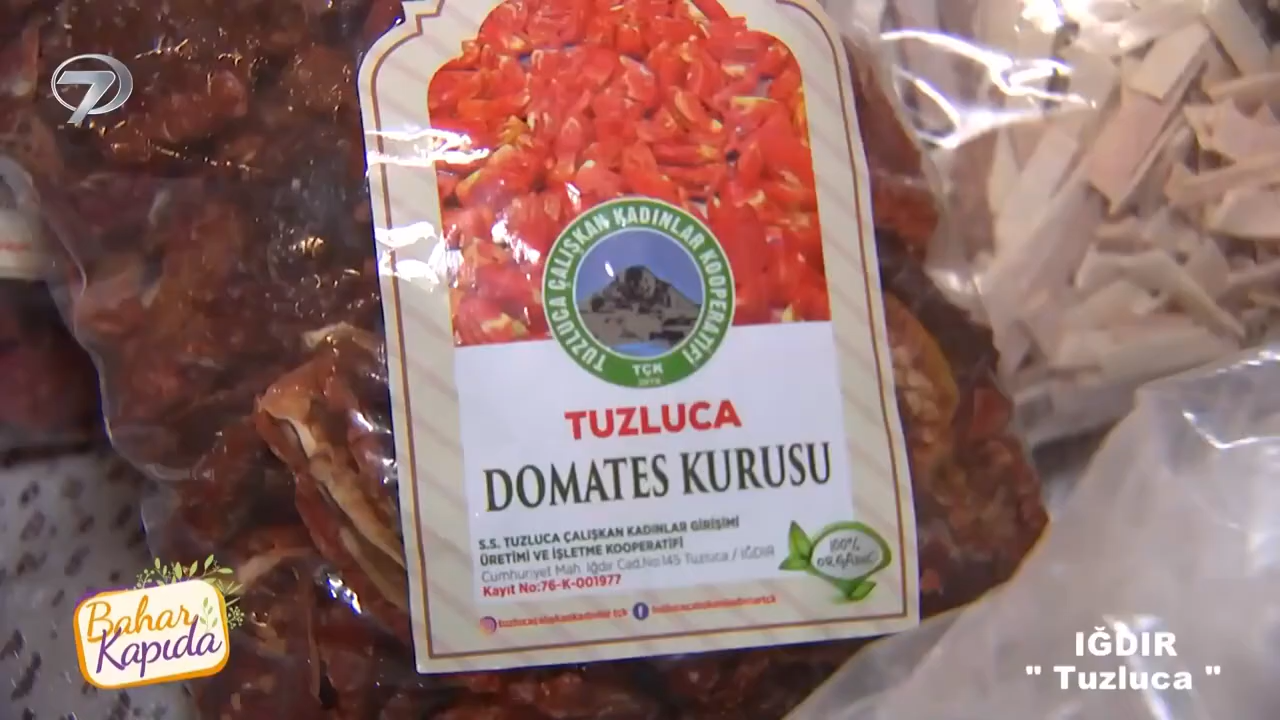 7
TUZLUCA ÇALIŞKAN KADINLAR KOOPERATİFİ
TÇK
TUZLUCA
DOMATES KURUSU
S.S. TUZLUCA ÇALIŞKAN KADINLAR GİRİŞİMİ
ÜRETİMİ VE İŞLETME KOOPERATİFİ
Cumhuriyet Mah. Iğdır Cad.No:145 Tuzluca / IĞDIR
Kayıt No:76-K-001977
100%
ORGANIC
Bahar
Kapıda
IĞDIR
" Tuzluca "